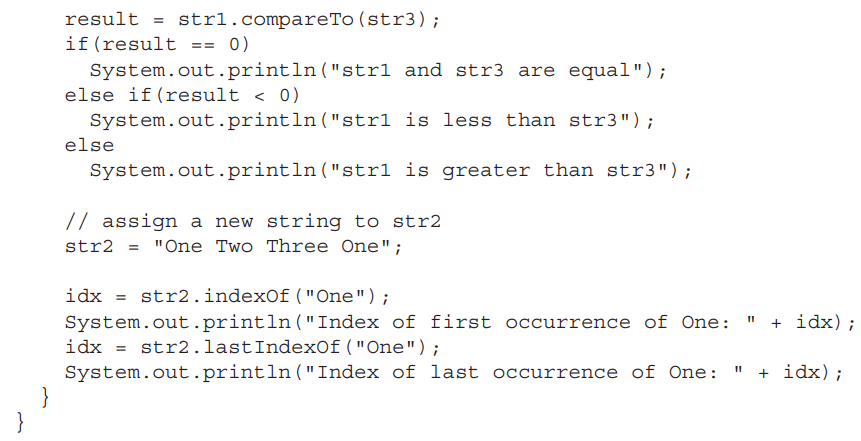 result = str1.compareTo(str3);
if(result == 0)
System.out.println("str1 and str3 are equal");
else if(result < 0)
System.out.println("str1 is less than str3");
else
System.out.println("str1 is greater than str3");
// assign a new string to str2
str2 = "One Two Three One";
idx = str2.indexOf("One");
System.out.println("Index of first occurrence of One: " + idx);
idx = str2.lastIndexOf("One");
System.out.println("Index of last occurrence of One: " + idx);
}
}